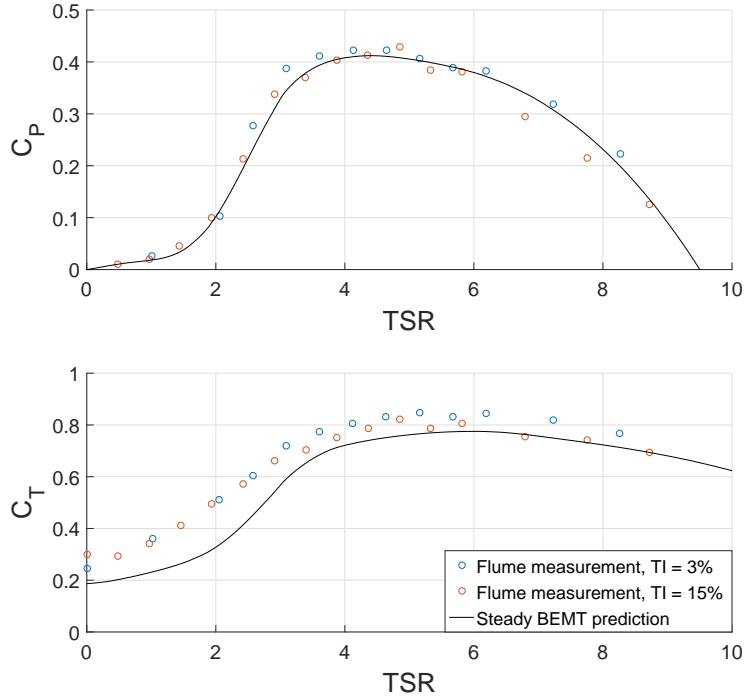 0.5
0.4
0.3
0.2
0.1
0
C_P
0 2 4 6 8 10
TSR
1
0.8
0.6
0.4
0.2
0
C_T
Flume measurement, TI = 3%
Flume measurement, TI = 15%
Steady BEMT prediction
0 2 4 6 8 10
TSR